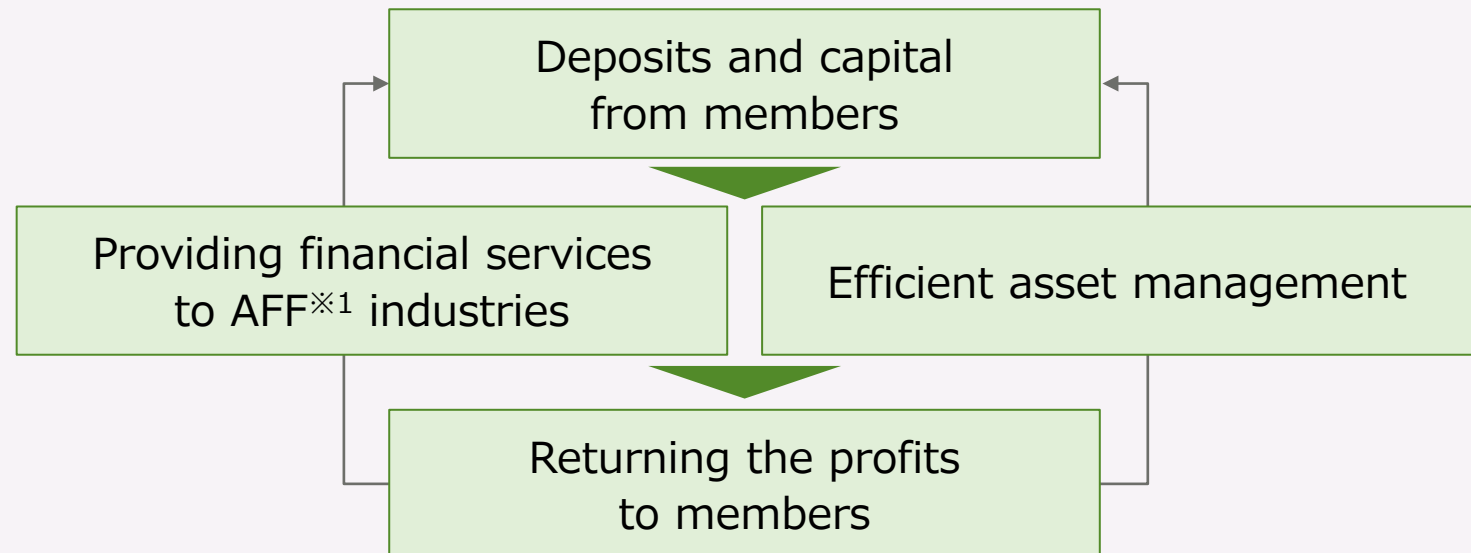 Deposits and capital
from members
Providing financial services
to AFF※1 industries
Efficient asset management
Returning the profits
to members